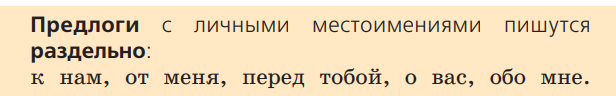 Предлоги с личными местоимениями пишутся
раздельно:
к нам, от меня, перед тобой, о вас, обо мне.